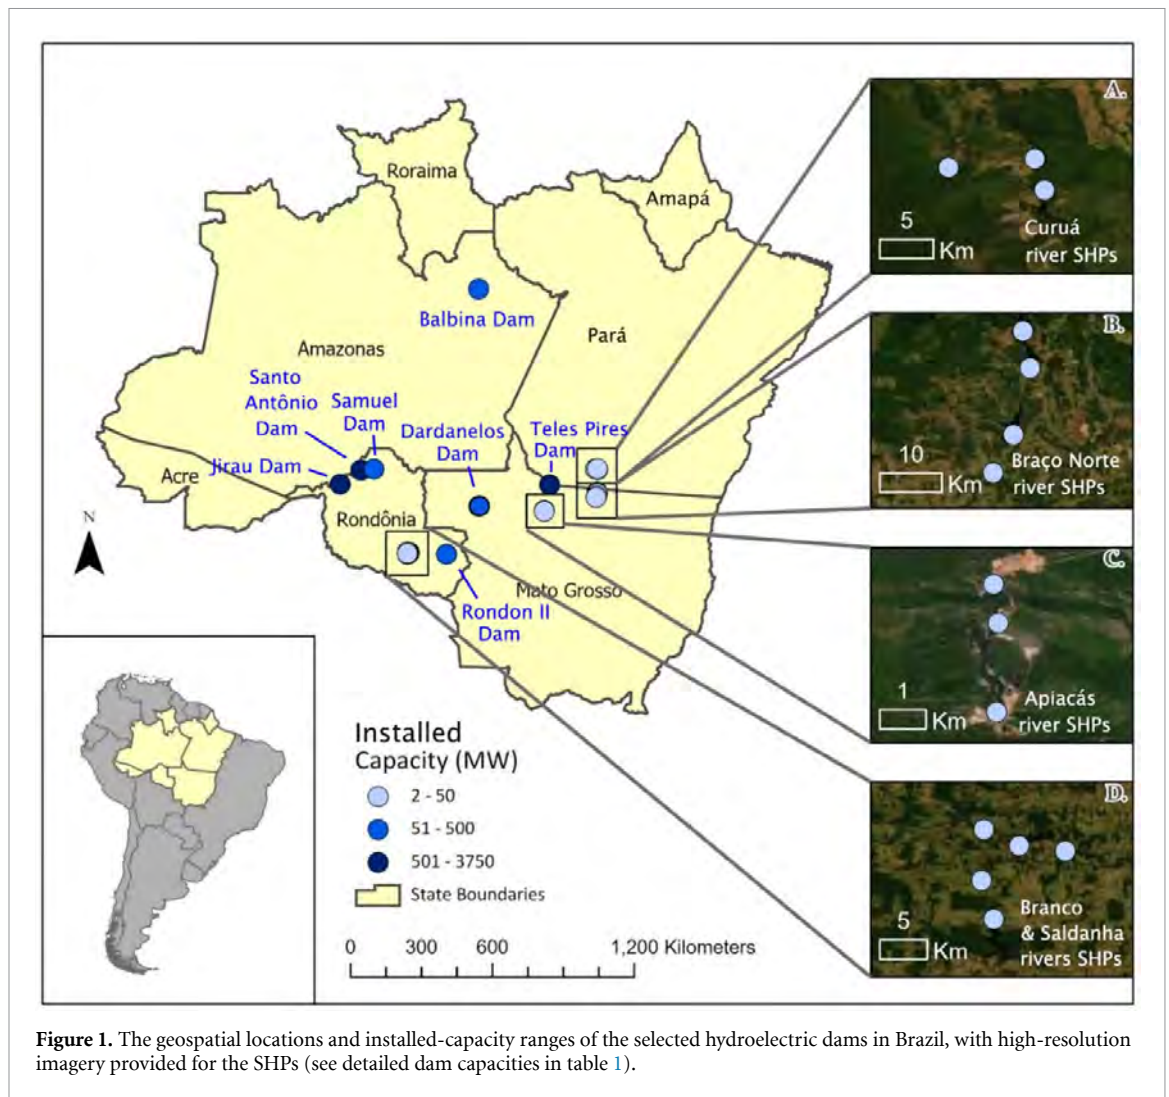 Roraima
Amapá
Balbina Dam
Pará
Amazonas
Santo
Antônio
Dam
Samuel
Dam
Dardanelos
Dam
Teles Pires
Dam
Jirau Dam
Acre
Rondônia
N
Mato Grosso
Rondon II
Dam
A.
5
Km
Curuá
river SHPs
B.
10
Km
Braço Norte
river SHPs
C.
1
Km
Apiacás
river SHPs
D.
5
Km
Branco
& Saldanha
rivers SHPs
Installed
Capacity (MW)
2 - 50
51 - 500
501 - 3750
State Boundaries
0 300 600 1,200 Kilometers
Figure 1. The geospatial locations and installed-capacity ranges of the selected hydroelectric dams in Brazil, with high-resolution
imagery provided for the SHPs (see detailed dam capacities in table 1).